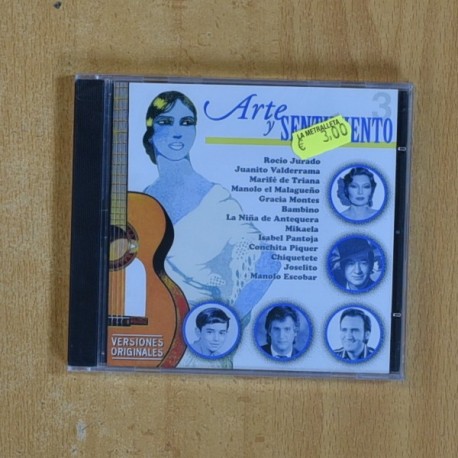 Arte
y SENTIMIENTO
3
LA METRALLETA
€ 3,00
Rocío Jurado
Juanito Valderrama
Marifé de Triana
Manolo el Malagueño
Gracia Montes
Bambino
La Niña de Antequera
Mikaela
Isabel Pantoja
Conchita Piquer
Chiquetete
Joselito
Manolo Escobar
VERSIONES
ORIGINALES